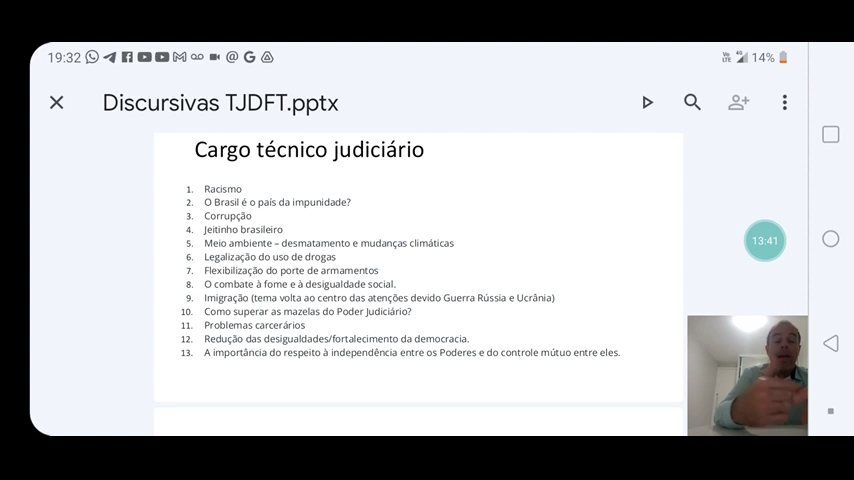 19:32
14%
Discursivas TJDFT.pptx
Cargo técnico judiciário
1. Racismo
2. O Brasil é o país da impunidade?
3. Corrupção
4. Jeitinho brasileiro
5. Meio ambiente – desmatamento e mudanças climáticas
6. Legalização do uso de drogas
7. Flexibilização do porte de armamentos
8. O combate à fome e à desigualdade social.
9. Imigração (tema volta ao centro das atenções devido Guerra Rússia e Ucrânia)
10. Como superar as mazelas do Poder Judiciário?
11. Problemas carcerários
12. Redução das desigualdades/fortalecimento da democracia.
13. A importância do respeito à independência entre os Poderes e do controle mútuo entre eles.
13:41